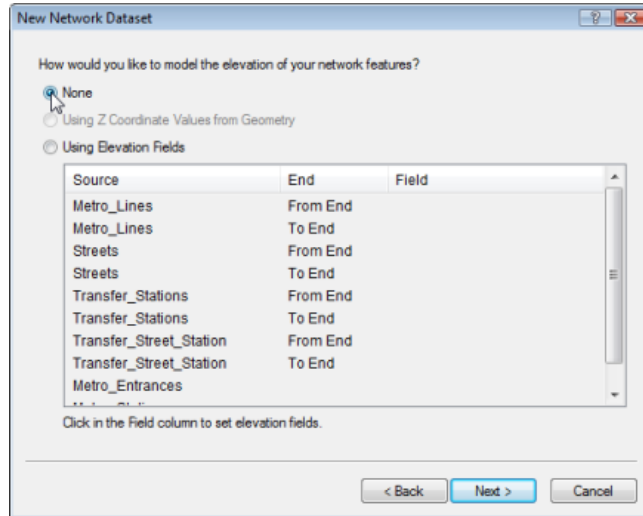 New Network Dataset
How would you like to model the elevation of your network features?
None
Using Z Coordinate Values from Geometry
Using Elevation Fields
Source End Field
Metro_Lines From End
Metro_Lines To End
Streets From End
Streets To End
Transfer_Stations From End
Transfer_Stations To End
Transfer_Street_Station From End
Transfer_Street_Station To End
Metro_Entrances
Click in the Field column to set elevation fields.
< Back Next > Cancel